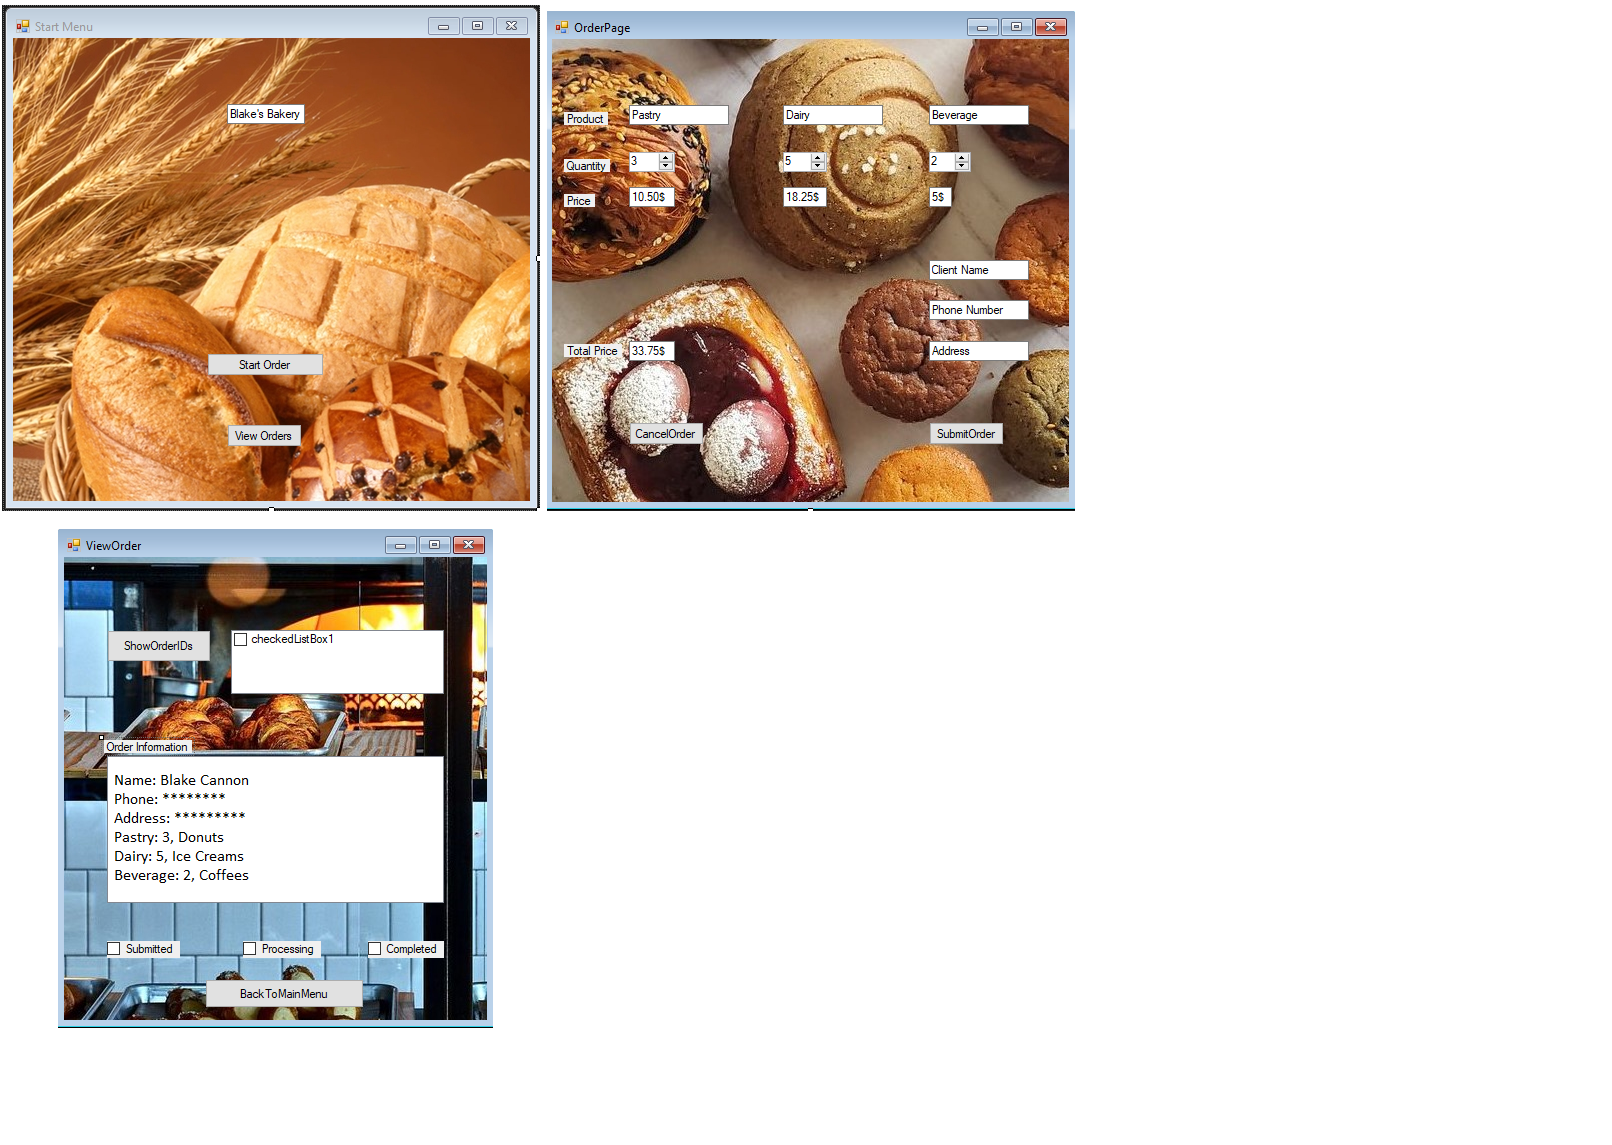 Start Menu
Blake's Bakery
Start Order
View Orders
OrderPage
Product Pastry Dairy Beverage
Quantity 3 5 2
Price 10.50$ 18.25$ 5$
Client Name
Phone Number
Total Price 33.75$ Address
CancelOrder SubmitOrder
ViewOrder
ShowOrderIDs checkedListBox1
Order Information
Name: Blake Cannon
Phone: ********
Address: *********
Pastry: 3, Donuts
Dairy: 5, Ice Creams
Beverage: 2, Coffees
Submitted Processing Completed
BackToMainMenu